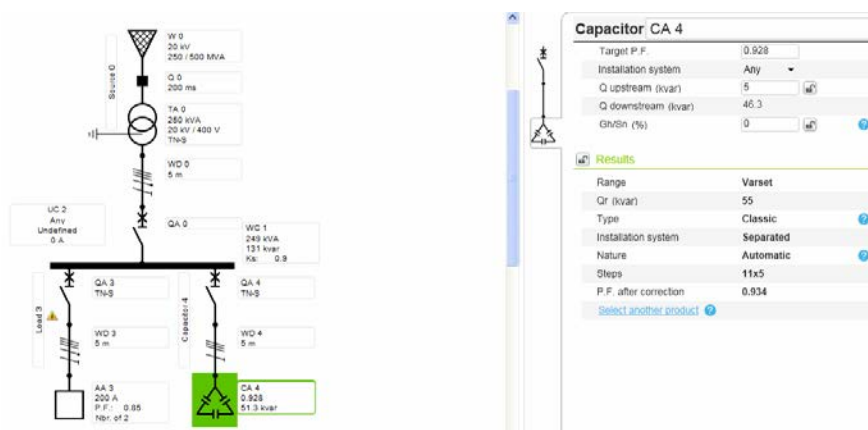 W 0
20 kV
250 / 500 MVA
Source 0
Q 0
200 ms
TA 0
250 kVA
20 kV / 400 V
TN-S
WD 0
5 m
UC 2
Any
Undefined
0 A
QA 0
WC 1
249 kVA
131 kvar
Ks: 0.9
QA 3
TN-S
QA 4
TN-S
Load 3
Capacitor 4
WD 3
5 m
WD 4
5 m
AA 3
200 A
P.F.: 0.85
Nbr. of 2
CA 4
0.928
51.3 kvar
Capacitor CA 4
Target P.F. 0.928
Installation system Any
Q upstream (kvar) 5
Q downstream (kvar) 46.3
Gh/Sn (%) 0 ?
Results
Range Varset
Qr (kvar) 55
Type Classic ?
Installation system Separated
Nature Automatic ?
Steps 11x5
P.F. after correction 0.934
Select another product ?